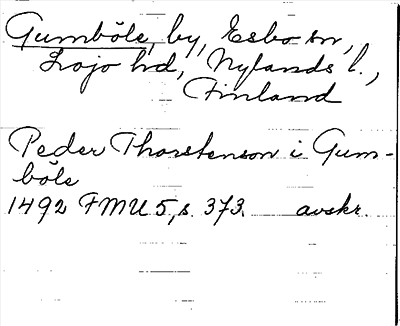 Gumböle, by, Esbo sn,
Lojo hd, Nylands l.,
Finland
Peder Thorstenson i Gum-
böle
1492 FMU 5, s. 373. avskr.